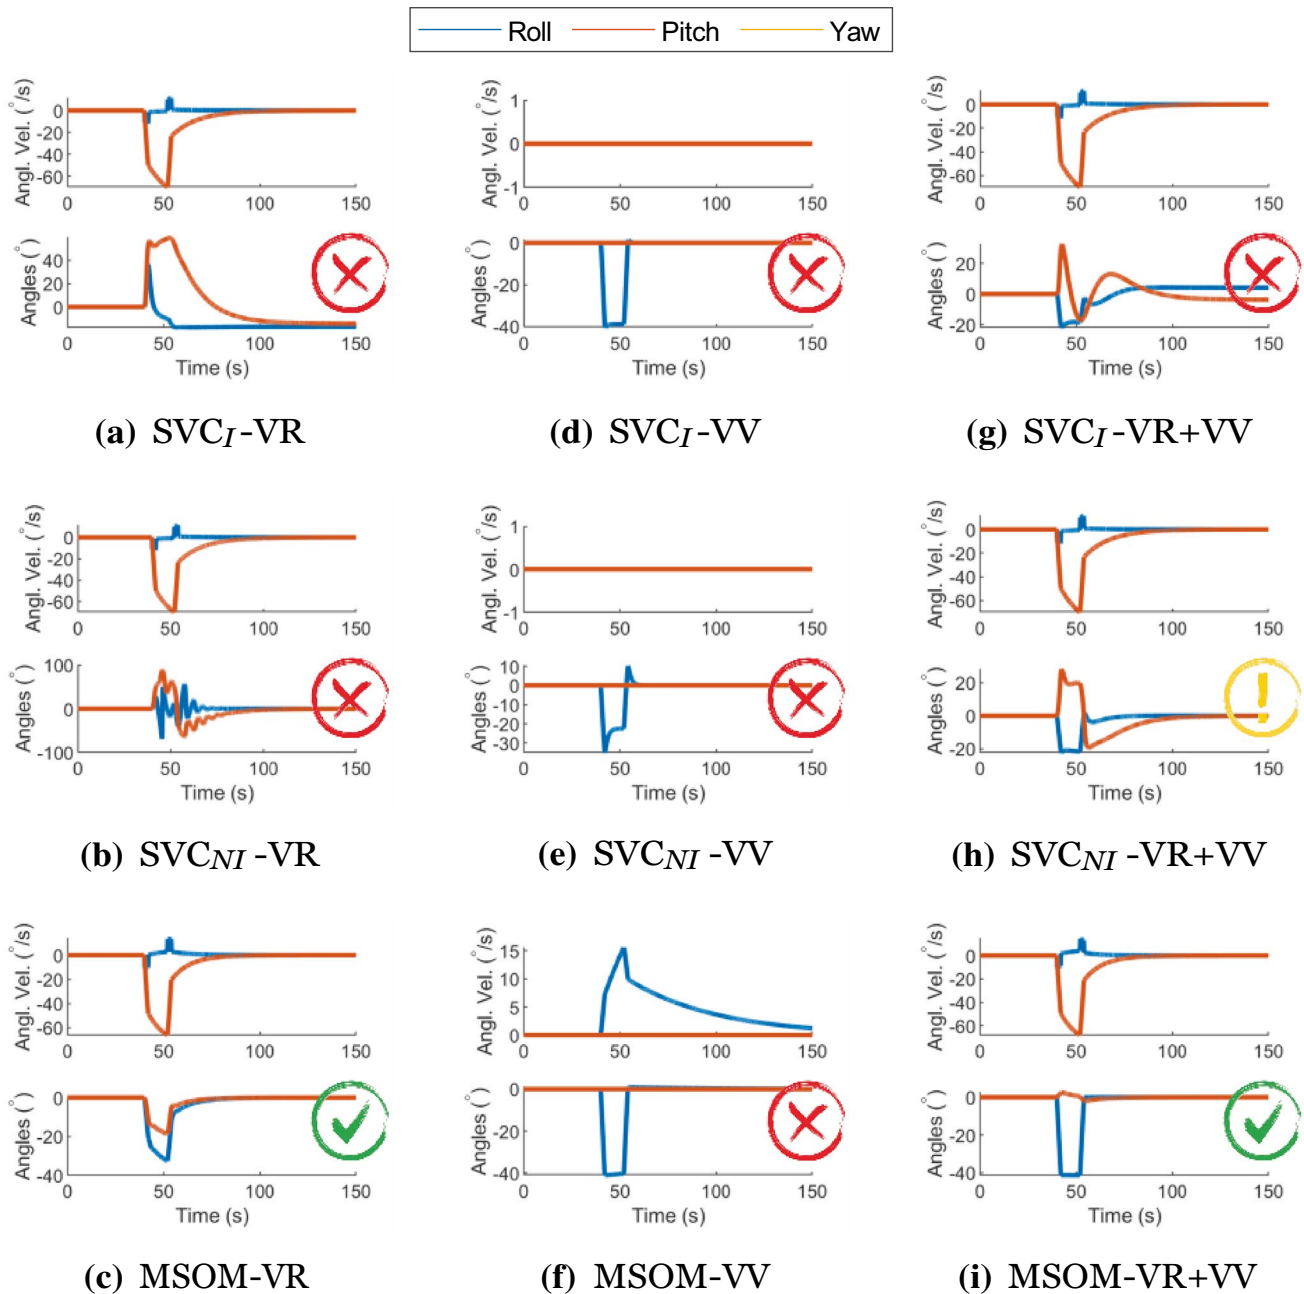 Roll Pitch Yaw
Angl. Vel. (°/s)
0
-20
-40
-60
0 50 100 150
Angles (°)
40
20
0
0 50 100 150
Time (s)
(a) SVC_I-VR
Angl. Vel. (°/s)
1
0
-1
0 50 100 150
Angles (°)
0
-20
-40
0 50 100 150
Time (s)
(d) SVC_I-VV
Angl. Vel. (°/s)
0
-20
-40
-60
0 50 100 150
Angles (°)
20
0
-20
0 50 100 150
Time (s)
(g) SVC_I-VR+VV
Angl. Vel. (°/s)
0
-20
-40
-60
0 50 100 150
Angles (°)
100
0
-100
0 50 100 150
Time (s)
(b) SVC_NI-VR
Angl. Vel. (°/s)
1
0
-1
0 50 100 150
Angles (°)
10
0
-10
-20
-30
0 50 100 150
Time (s)
(e) SVC_NI-VV
Angl. Vel. (°/s)
0
-20
-40
-60
0 50 100 150
Angles (°)
20
0
-20
0 50 100 150
Time (s)
(h) SVC_NI-VR+VV
Angl. Vel. (°/s)
0
-20
-40
-60
0 50 100 150
Angles (°)
0
-20
-40
0 50 100 150
Time (s)
(c) MSOM-VR
Angl. Vel. (°/s)
15
10
5
0
0 50 100 150
Angles (°)
0
-20
-40
0 50 100 150
Time (s)
(f) MSOM-VV
Angl. Vel. (°/s)
0
-20
-40
-60
0 50 100 150
Angles (°)
0
-20
-40
0 50 100 150
Time (s)
(i) MSOM-VR+VV